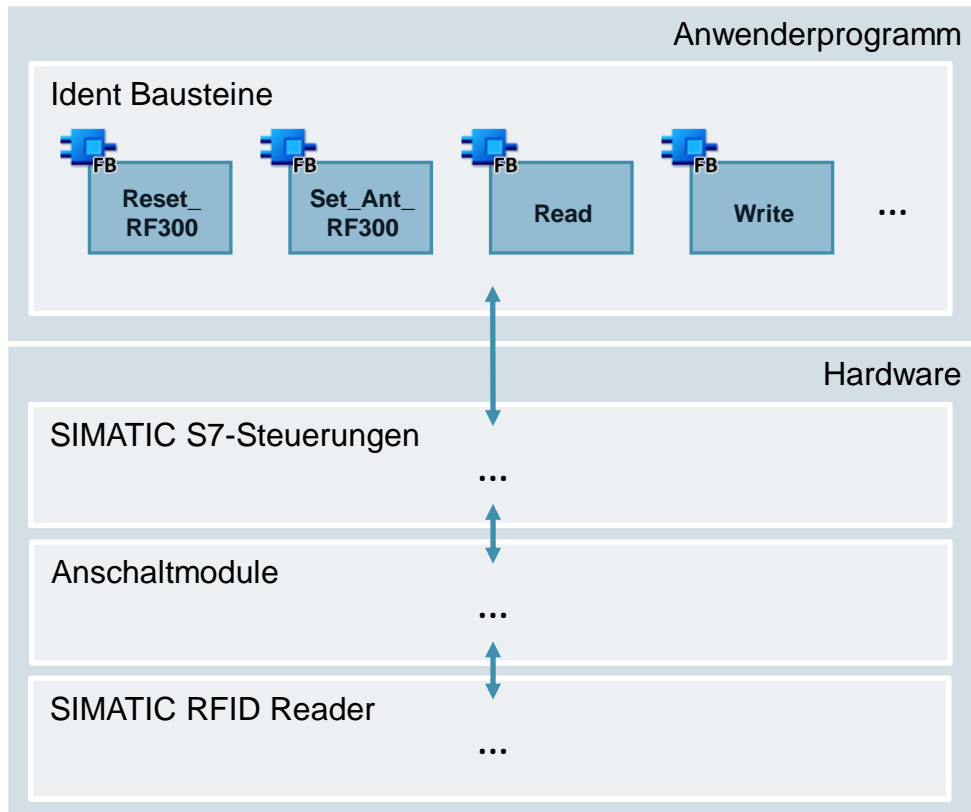 Anwenderprogramm
Ident Bausteine
FB
FB
FB
FB
Reset_
RF300
Set_Ant_
RF300
Read
Write
...
Hardware
SIMATIC S7-Steuerungen
...
Anschaltmodule
...
SIMATIC RFID Reader
...